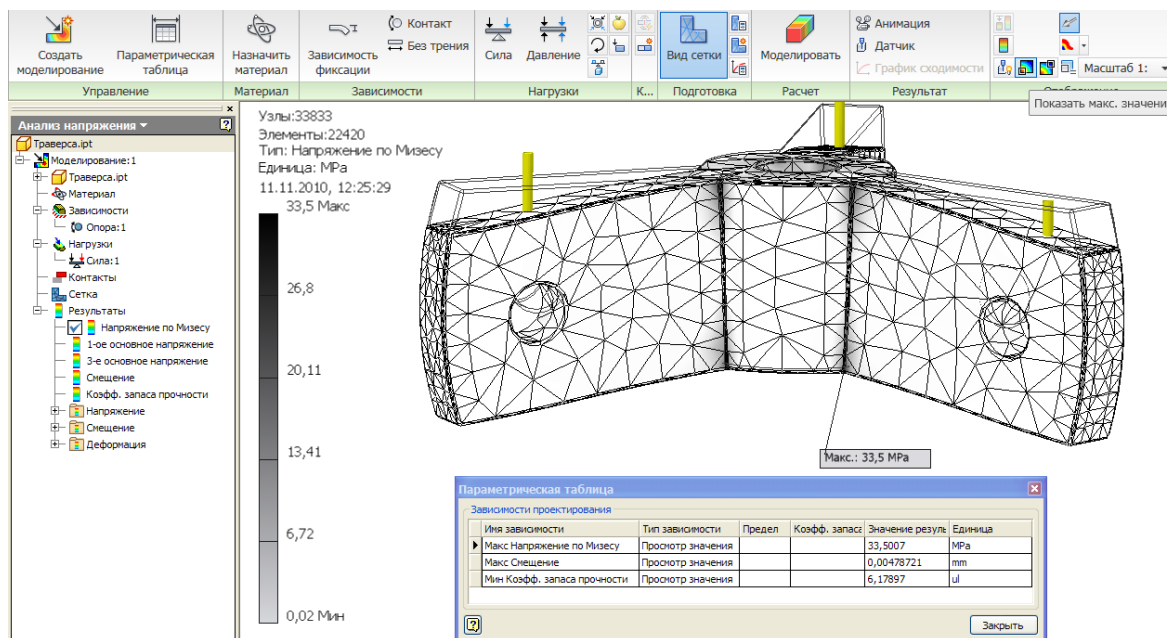 Создать моделирование
Параметрическая таблица
Управление
Назначить материал
Материал
Зависимость фиксации
Контакт
Без трения
Зависимости
Сила
Давление
Нагрузки
К...
Вид сетки
Подготовка
Моделировать
Расчет
Анимация
Датчик
График сходимости
Результат
Масштаб 1:
Показать макс. значени
Анализ напряжения
Траверса.ipt
Моделирование:1
Траверса.ipt
Материал
Зависимости
Опора:1
Нагрузки
Сила:1
Контакты
Сетка
Результаты
Напряжение по Мизесу
1-ое основное напряжение
3-е основное напряжение
Смещение
Коэфф. запаса прочности
Напряжение
Смещение
Деформация
Узлы:33833
Элементы:22420
Тип: Напряжение по Мизесу
Единица: MPa
11.11.2010, 12:25:29
33,5 Макс
26,8
20,11
13,41
6,72
0,02 Мин
Макс.: 33,5 MPa
Параметрическая таблица
Зависимости проектирования
Имя зависимости Тип зависимости Предел Коэфф. запаса Значение резуль Единица
Макс Напряжение по Мизесу Просмотр значения 33,5007 MPa
Макс Смещение Просмотр значения 0,00478721 mm
Мин Коэфф. запаса прочности Просмотр значения 6,17897 ul
Закрыть